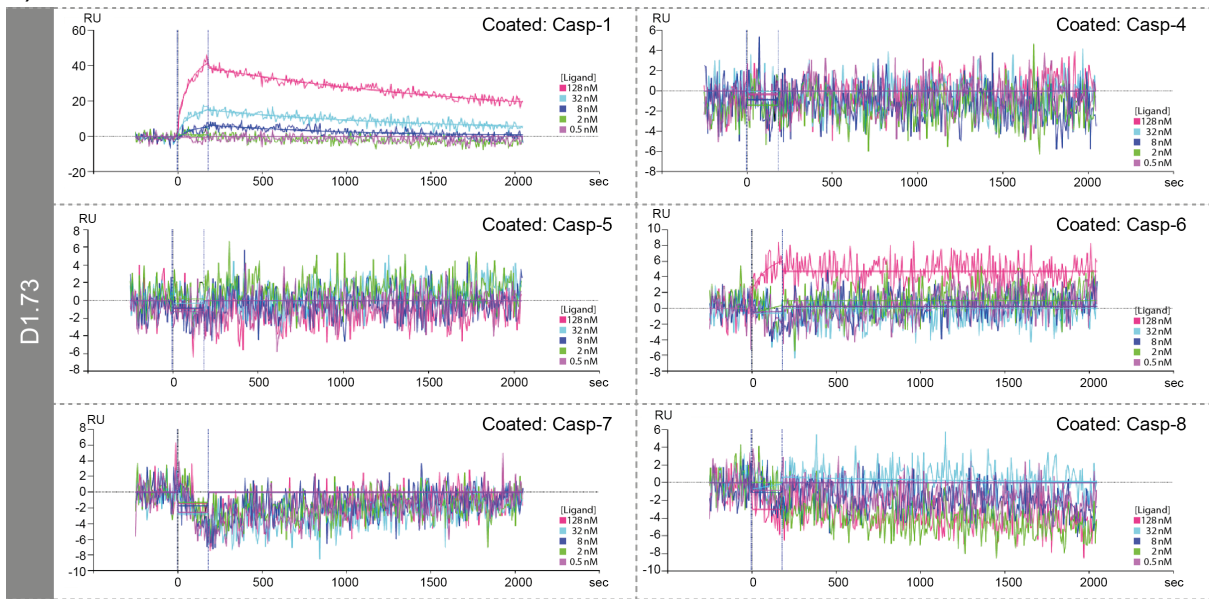 D1.73
RU
Coated: Casp-1
60
40
20
0
-20
0
500
1000
1500
2000
sec
[Ligand]
128 nM
32 nM
8 nM
2 nM
0.5 nM
RU
Coated: Casp-4
6
4
2
0
-2
-4
-6
-8
0
500
1000
1500
2000
sec
[Ligand]
128 nM
32 nM
8 nM
2 nM
0.5 nM
RU
Coated: Casp-5
8
6
4
2
0
-2
-4
-6
-8
0
500
1000
1500
2000
sec
[Ligand]
128 nM
32 nM
8 nM
2 nM
0.5 nM
RU
Coated: Casp-6
10
8
6
4
2
0
-2
-4
-6
-8
0
500
1000
1500
2000
sec
[Ligand]
128 nM
32 nM
8 nM
2 nM
0.5 nM
RU
Coated: Casp-7
8
6
4
2
0
-2
-4
-6
-8
-10
0
500
1000
1500
2000
sec
[Ligand]
128 nM
32 nM
8 nM
2 nM
0.5 nM
RU
Coated: Casp-8
6
4
2
0
-2
-4
-6
-8
-10
0
500
1000
1500
2000
sec
[Ligand]
128 nM
32 nM
8 nM
2 nM
0.5 nM